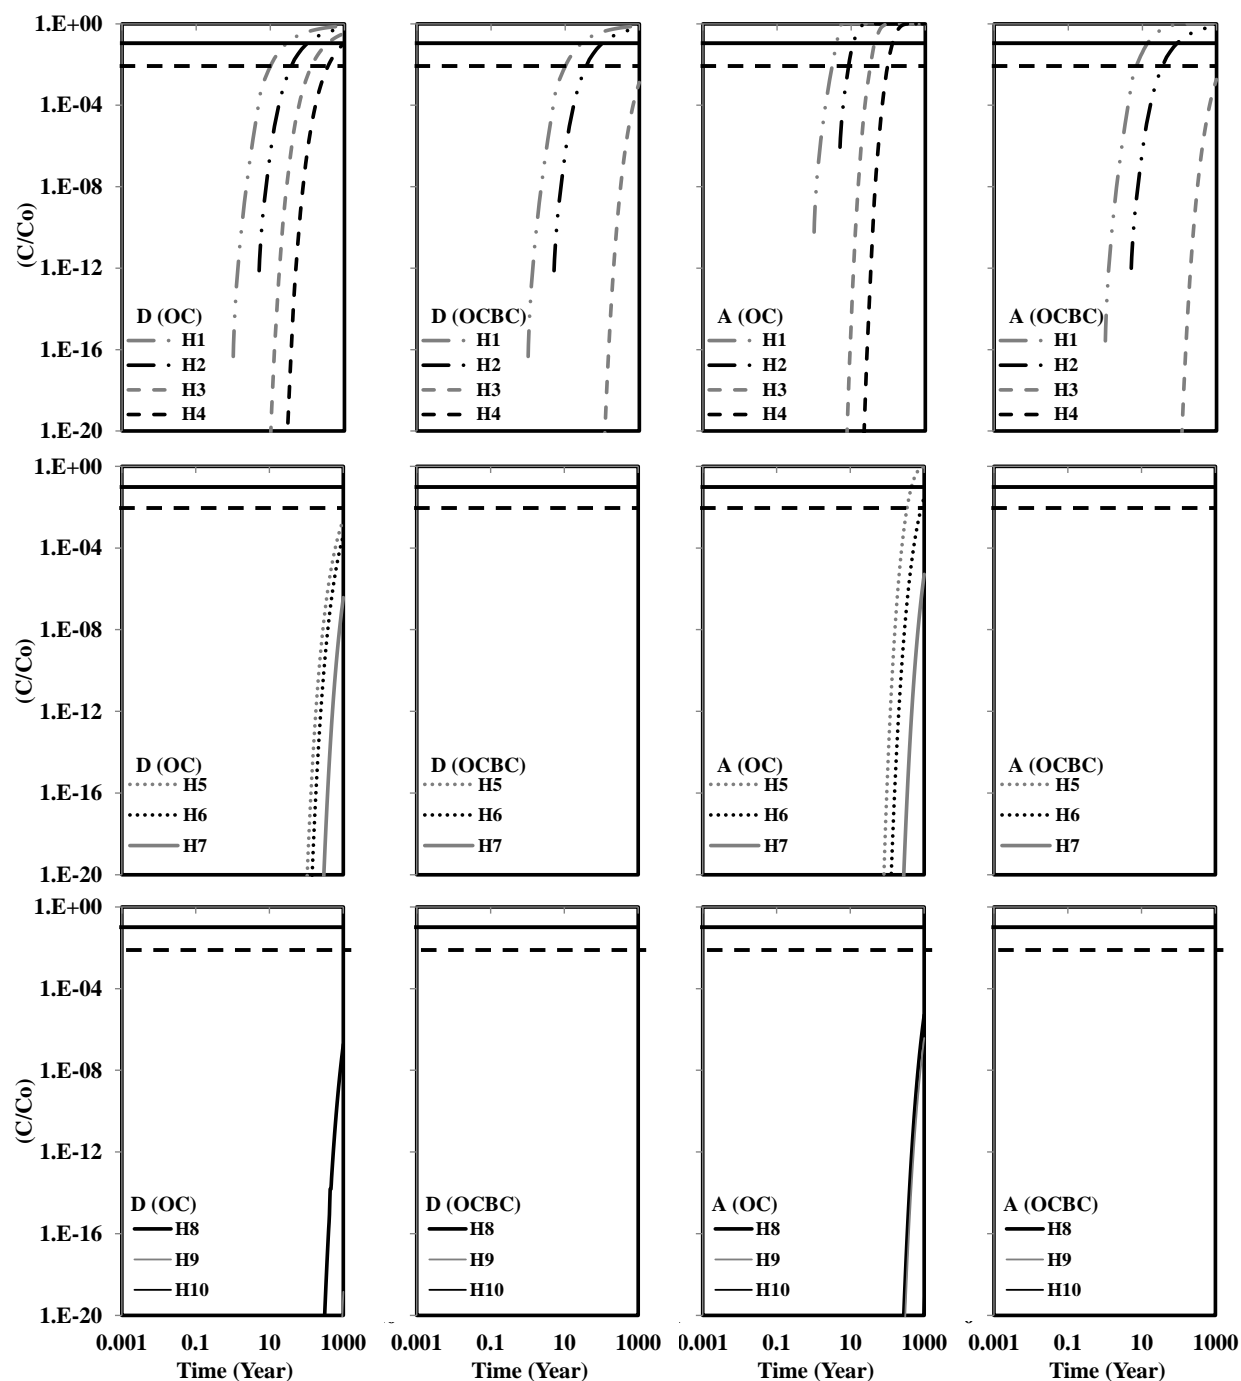 1.E+00
1.E-04
1.E-08
1.E-12
1.E-16
1.E-20
(C/Co)
D (OC)
H1
H2
H3
H4
D (OCBC)
H1
H2
H3
H4
A (OC)
H1
H2
H3
H4
A (OCBC)
H1
H2
H3
H4
1.E+00
1.E-04
1.E-08
1.E-12
1.E-16
1.E-20
(C/Co)
D (OC)
H5
H6
H7
D (OCBC)
H5
H6
H7
A (OC)
H5
H6
H7
A (OCBC)
H5
H6
H7
1.E+00
1.E-04
1.E-08
1.E-12
1.E-16
1.E-20
(C/Co)
D (OC)
H8
H9
H10
D (OCBC)
H8
H9
H10
A (OC)
H8
H9
H10
A (OCBC)
H8
H9
H10
0.001 0.1 10 1000
Time (Year)
0.001 0.1 10 1000
Time (Year)
0.001 0.1 10 1000
Time (Year)
0.001 0.1 10 1000
Time (Year)